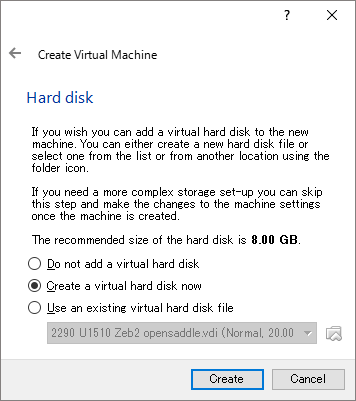 ?
Create Virtual Machine
Hard disk
If you wish you can add a virtual hard disk to the new
machine. You can either create a new hard disk file or
select one from the list or from another location using the
folder icon.
If you need a more complex storage set-up you can skip
this step and make the changes to the machine settings
once the machine is created.
The recommended size of the hard disk is 8.00 GB.
Do not add a virtual hard disk
Create a virtual hard disk now
Use an existing virtual hard disk file
2290 U1510 Zeb2 opensaddle.vdi (Normal, 20.00
Create
Cancel